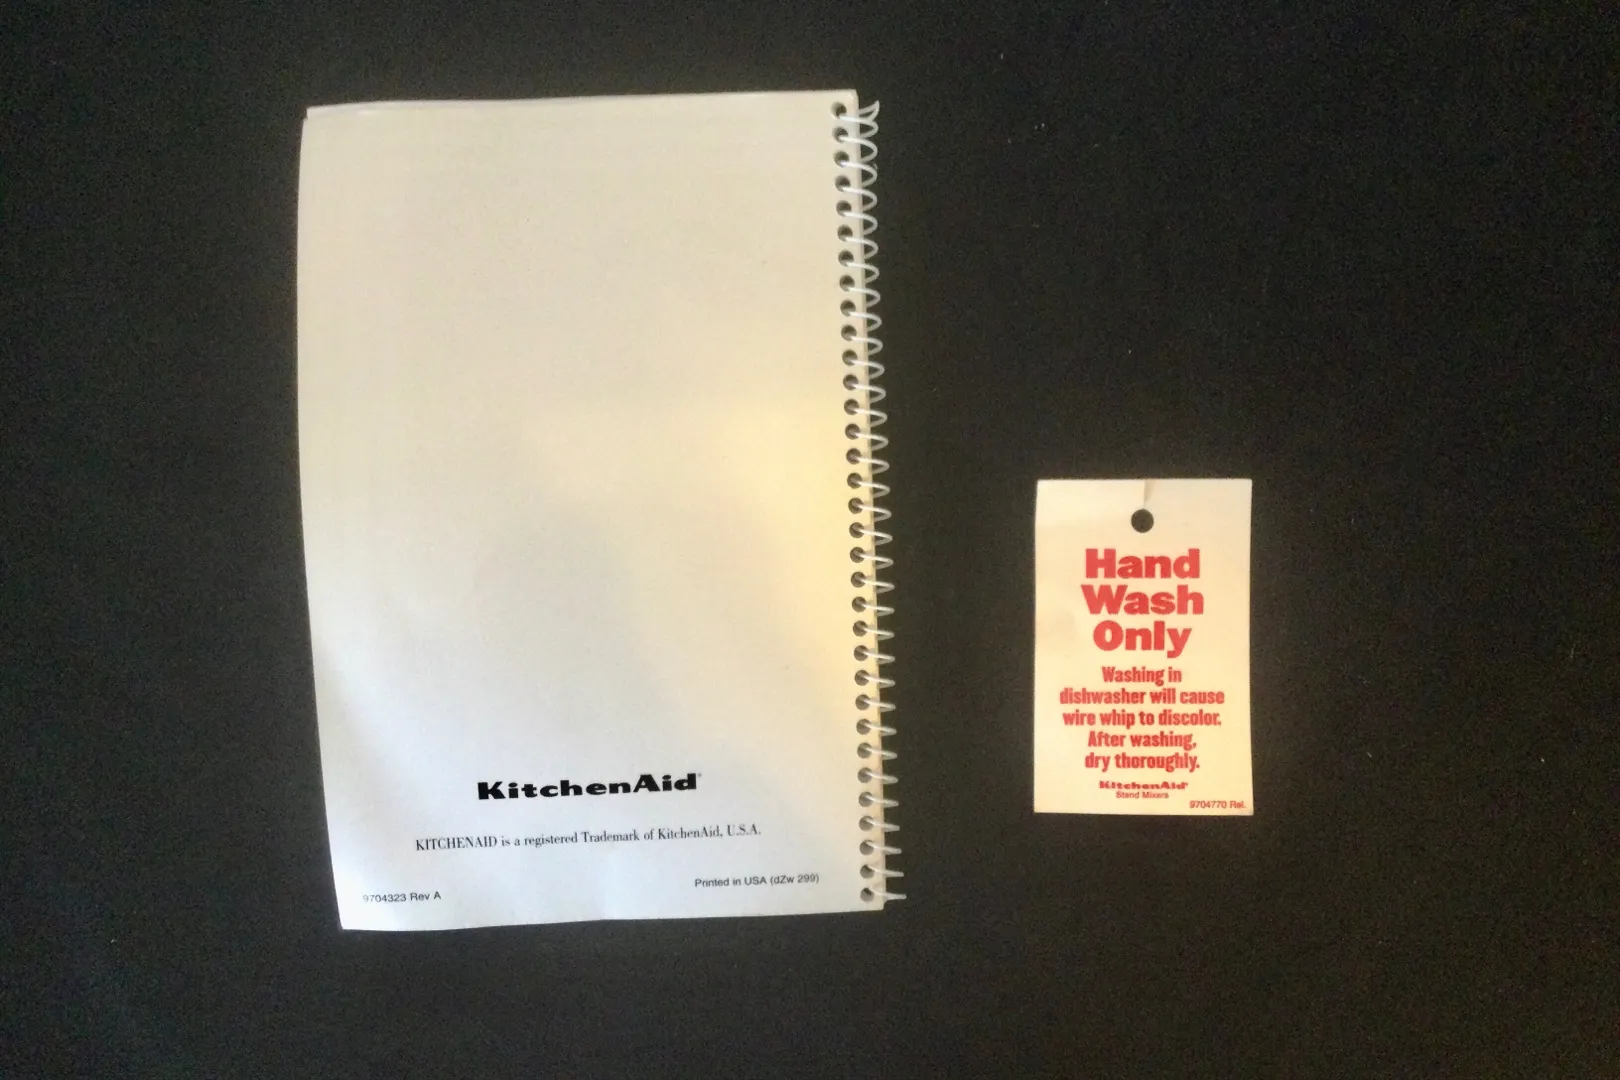 KitchenAid®
KITCHENAID is a registered Trademark of KitchenAid, U.S.A.
9704323 Rev A
Printed in USA (dZw 299)
Hand
Wash
Only
Washing in
dishwasher will cause
wire whip to discolor.
After washing,
dry thoroughly.
KitchenAid®
Stand Mixers
9704770 Rel.